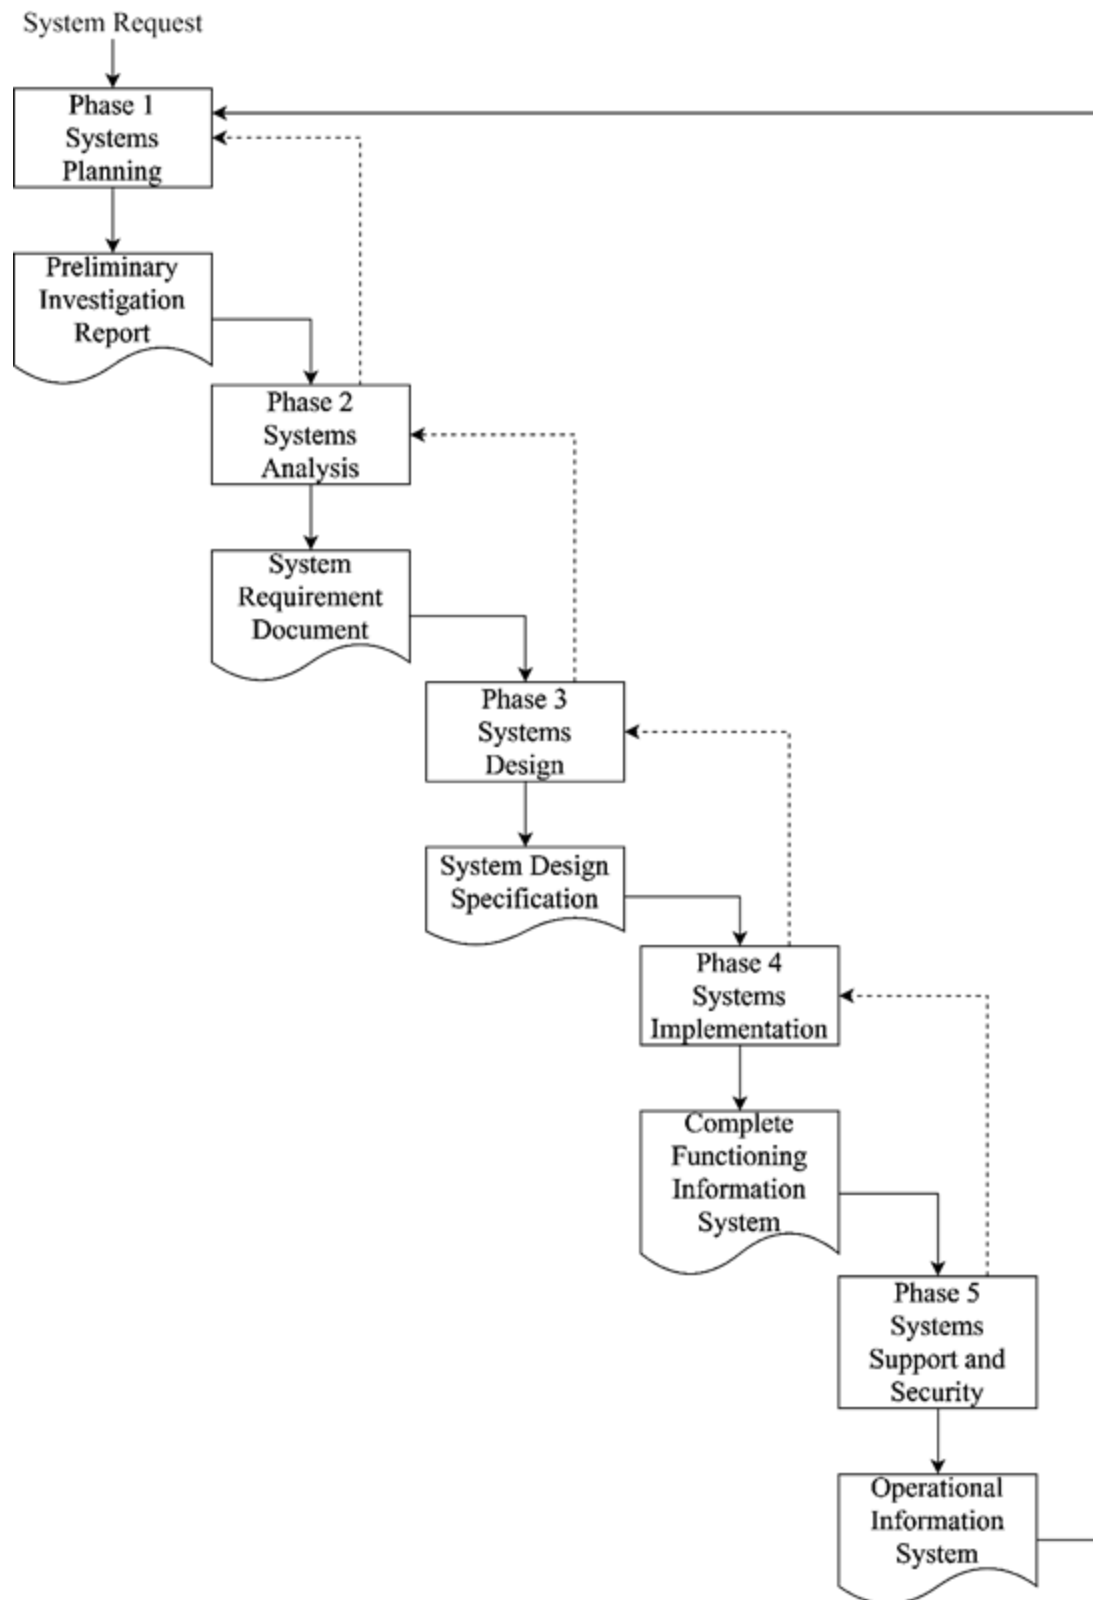 System Request
Phase 1
Systems
Planning
Preliminary
Investigation
Report
Phase 2
Systems
Analysis
System
Requirement
Document
Phase 3
Systems
Design
System Design
Specification
Phase 4
Systems
Implementation
Complete
Functioning
Information
System
Phase 5
Systems
Support and
Security
Operational
Information
System